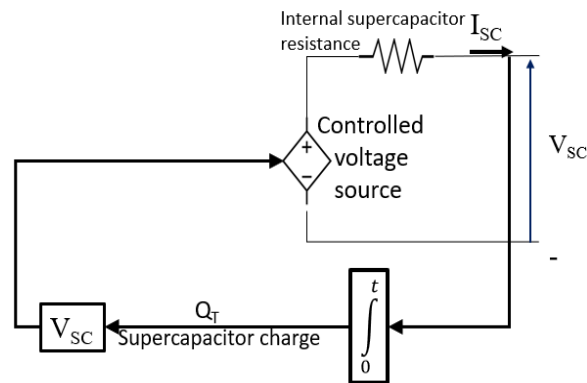 Internal supercapacitor
resistance
I_SC
+
−
Controlled
voltage
source
V_SC
-
t
∫
0
Q_T
Supercapacitor charge
V_SC